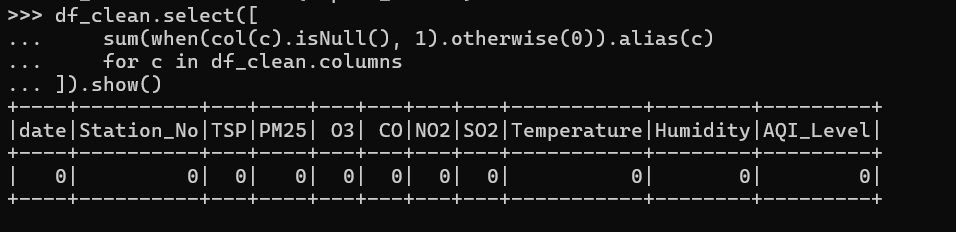 >>> df_clean.select([
...     sum(when(col(c).isNull(), 1).otherwise(0)).alias(c)
...     for c in df_clean.columns
... ]).show()
+----+----------+---+----+---+---+---+---+-----------+--------+---------+
|date|Station_No|TSP|PM25| O3| CO|NO2|SO2|Temperature|Humidity|AQI_Level|
+----+----------+---+----+---+---+---+---+-----------+--------+---------+
|   0|         0|  0|   0|  0|  0|  0|  0|          0|       0|        0|
+----+----------+---+----+---+---+---+---+-----------+--------+---------+